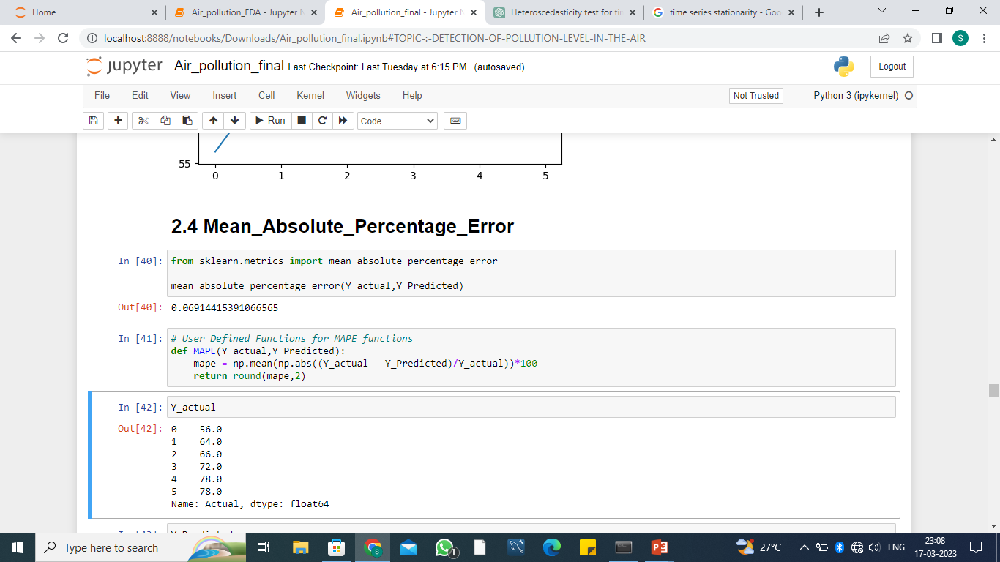 Home
Air_pollution_EDA - Jupyter N
Air_pollution_final - Jupyter N
Heteroscedasticity test for tim
time series stationarity - Goo
localhost:8888/notebooks/Downloads/Air_pollution_final.ipynb#TOPIC-:-DETECTION-OF-POLLUTION-LEVEL-IN-THE-AIR
S
jupyter Air_pollution_final Last Checkpoint: Last Tuesday at 6:15 PM (autosaved)
Logout
File Edit View Insert Cell Kernel Widgets Help
Not Trusted
Python 3 (ipykernel)
Run
Code
55
0 1 2 3 4 5
2.4 Mean_Absolute_Percentage_Error
In [40]: from sklearn.metrics import mean_absolute_percentage_error
mean_absolute_percentage_error(Y_actual,Y_Predicted)
Out[40]: 0.06914415391066565
In [41]: # User Defined Functions for MAPE functions
def MAPE(Y_actual,Y_Predicted):
mape = np.mean(np.abs((Y_actual - Y_Predicted)/Y_actual))*100
return round(mape,2)
In [42]: Y_actual
Out[42]: 0 56.0
1 64.0
2 66.0
3 72.0
4 78.0
5 78.0
Name: Actual, dtype: float64
Type here to search
S
1
27°C
ENG
23:08
17-03-2023